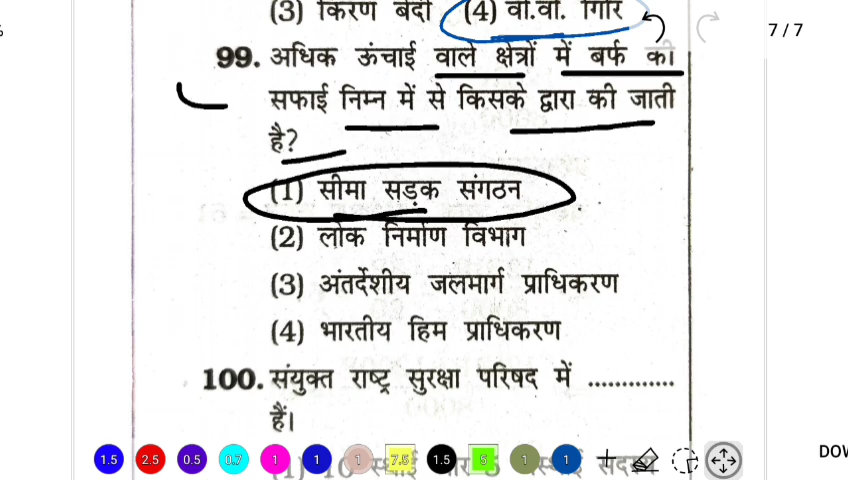 (3) किरण बेदी (4) वी.वी. गिरि
7 / 7
99. अधिक ऊंचाई वाले क्षेत्रों में बर्फ की
सफाई निम्न में से किसके द्वारा की जाती
है?
(1) सीमा सड़क संगठन
(2) लोक निर्माण विभाग
(3) अंतर्देशीय जलमार्ग प्राधिकरण
(4) भारतीय हिम प्राधिकरण
100. संयुक्त राष्ट्र सुरक्षा परिषद में .............
हैं।
1.5 2.5 0.5 0.7 1 1 1 7.5 1.5 5 1 1
DOW